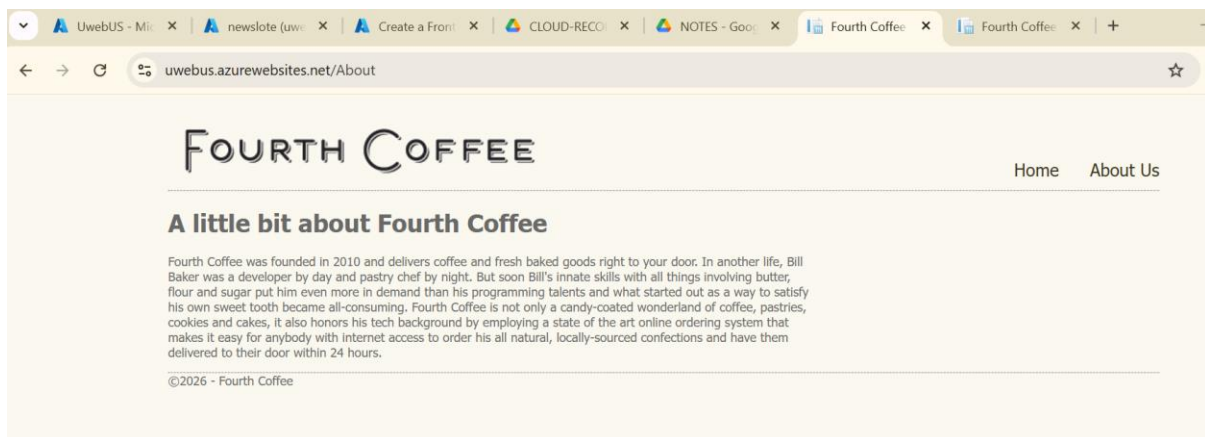 UwebUS - Mic
newslote (uwe
Create a Front
CLOUD-RECO
NOTES - Goog
Fourth Coffee
Fourth Coffee
uwebus.azurewebsites.net/About
FOURTH COFFEE
Home About Us
A little bit about Fourth Coffee
Fourth Coffee was founded in 2010 and delivers coffee and fresh baked goods right to your door. In another life, Bill
Baker was a developer by day and pastry chef by night. But soon Bill's innate skills with all things involving butter,
flour and sugar put him even more in demand than his programming talents and what started out as a way to satisfy
his own sweet tooth became all-consuming. Fourth Coffee is not only a candy-coated wonderland of coffee, pastries,
cookies and cakes, it also honors his tech background by employing a state of the art online ordering system that
makes it easy for anybody with internet access to order his all natural, locally-sourced confections and have them
delivered to their door within 24 hours.
©2026 - Fourth Coffee